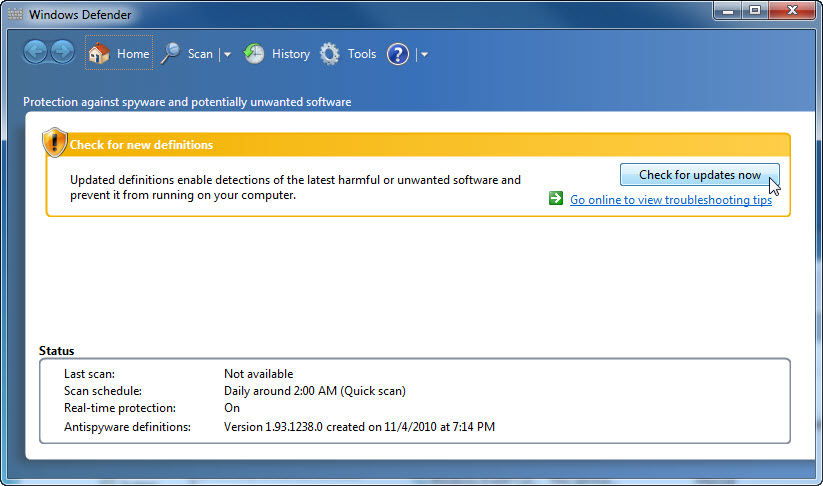 Windows Defender
Home Scan History Tools ?
Protection against spyware and potentially unwanted software
Check for new definitions
Updated definitions enable detections of the latest harmful or unwanted software and
prevent it from running on your computer.
Check for updates now
Go online to view troubleshooting tips
Status
Last scan: Not available
Scan schedule: Daily around 2:00 AM (Quick scan)
Real-time protection: On
Antispyware definitions: Version 1.93.1238.0 created on 11/4/2010 at 7:14 PM